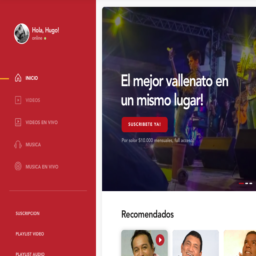 Hola, Hugo!
online
INICIO
VIDEOS
VIDEOS EN VIVO
MUSICA
MUSICA EN VIVO
SUSCRIPCION
PLAYLIST VIDEO
PLAYLIST AUDIO
El mejor vallenato en
un mismo lugar!
SUSCRIBETE YA!
Por solo $10.000 mensuales, full access.
Recomendados